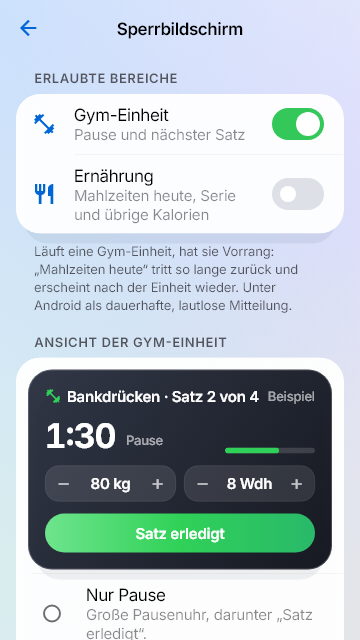 Sperrbildschirm
ERLAUBTE BEREICHE
Gym-Einheit
Pause und nächster Satz
Ernährung
Mahlzeiten heute, Serie
und übrige Kalorien
Läuft eine Gym-Einheit, hat sie Vorrang:
„Mahlzeiten heute“ tritt so lange zurück und
erscheint nach der Einheit wieder. Unter
Android als dauerhafte, lautlose Mitteilung.
ANSICHT DER GYM-EINHEIT
Bankdrücken · Satz 2 von 4 Beispiel
1:30 Pause
− 80 kg + − 8 Wdh +
Satz erledigt
Nur Pause
Große Pausenuhr, darunter „Satz
erledigt“.